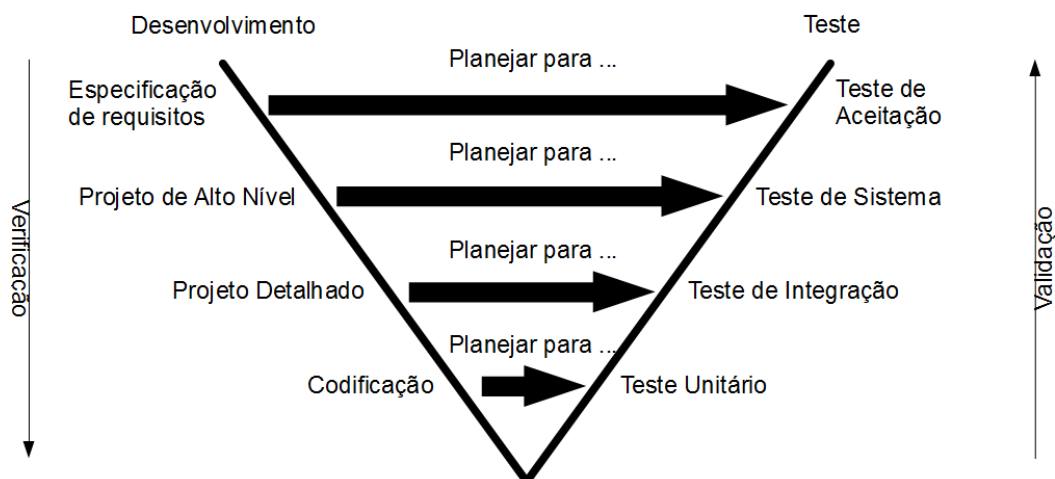 Desenvolvimento
Teste
Planejar para ...
Especificação
de requisitos
Teste de
Aceitação
Planejar para ...
Projeto de Alto Nível
Teste de Sistema
Verificação
Validação
Planejar para ...
Projeto Detalhado
Teste de Integração
Planejar para ...
Codificação
Teste Unitário